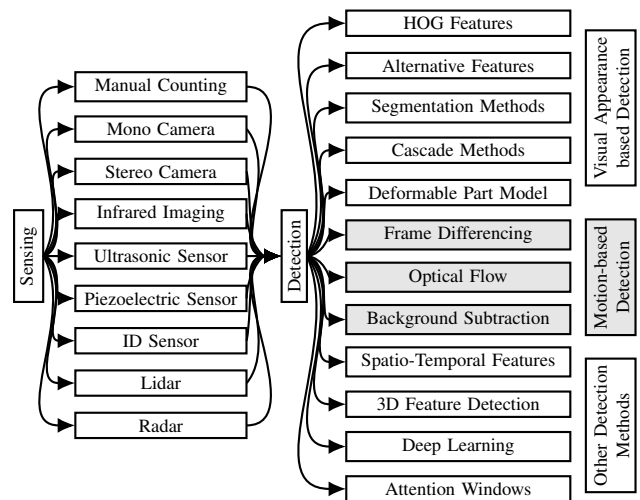 Sensing
Manual Counting
Mono Camera
Stereo Camera
Infrared Imaging
Ultrasonic Sensor
Piezoelectric Sensor
ID Sensor
Lidar
Radar
Detection
HOG Features
Alternative Features
Segmentation Methods
Cascade Methods
Deformable Part Model
Frame Differencing
Optical Flow
Background Subtraction
Spatio-Temporal Features
3D Feature Detection
Deep Learning
Attention Windows
Visual Appearance
based Detection
Motion-based
Detection
Other Detection
Methods